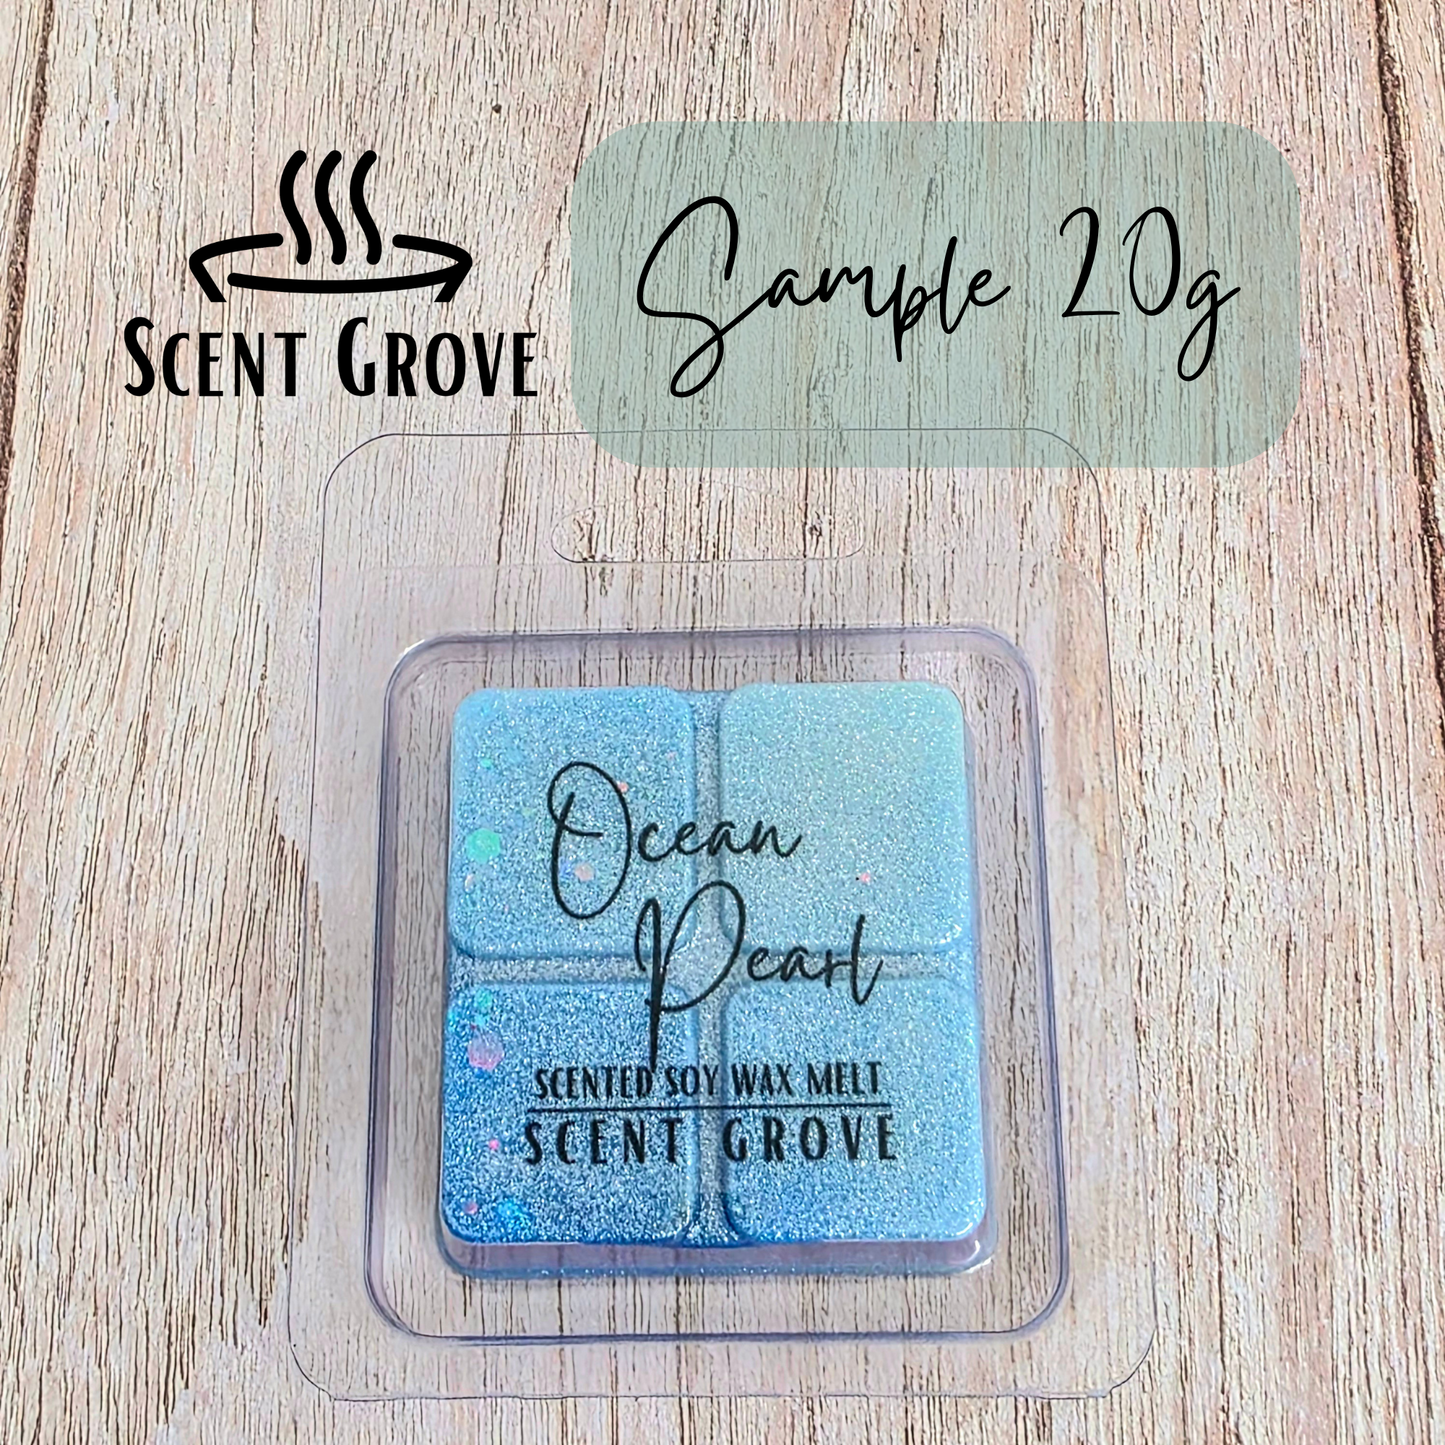 SCENT GROVE
Sample 20g
Ocean
Pearl
SCENTED SOY WAX MELT
SCENT GROVE